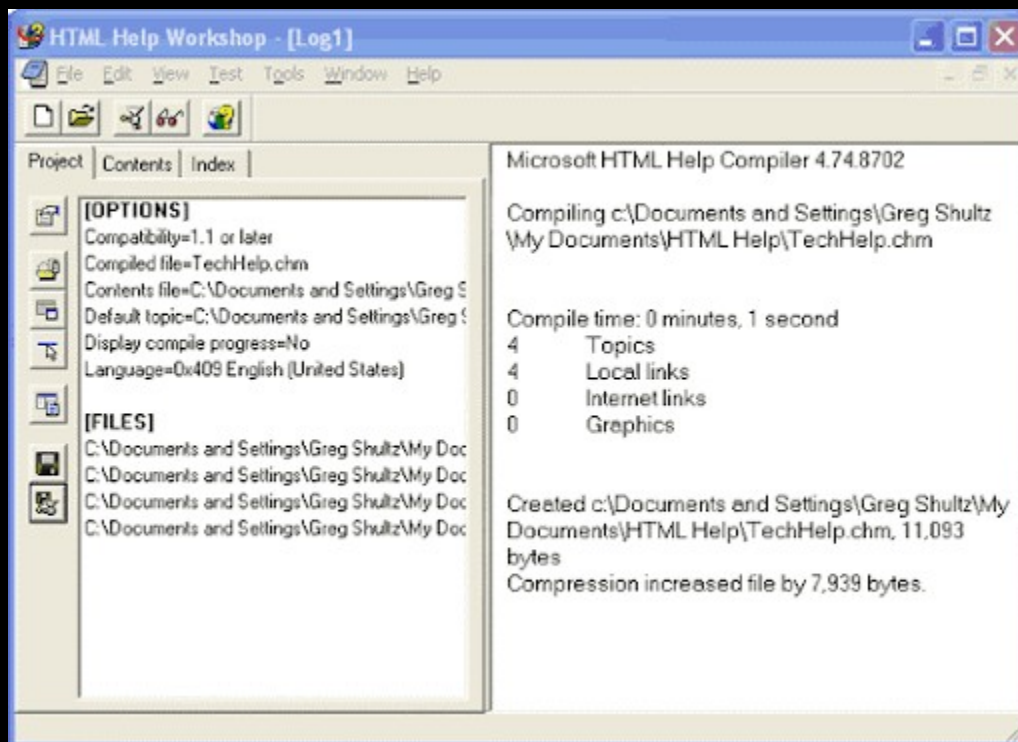 HTML Help Workshop - [Log1]
File Edit View Test Tools Window Help
Project Contents Index
[OPTIONS]
Compatibility=1.1 or later
Compiled file=TechHelp.chm
Contents file=C:\Documents and Settings\Greg S
Default topic=C:\Documents and Settings\Greg S
Display compile progress=No
Language=0x409 English (United States)
[FILES]
C:\Documents and Settings\Greg Shultz\My Doc
C:\Documents and Settings\Greg Shultz\My Doc
C:\Documents and Settings\Greg Shultz\My Doc
C:\Documents and Settings\Greg Shultz\My Doc
Microsoft HTML Help Compiler 4.74.8702
Compiling c:\Documents and Settings\Greg Shultz
\My Documents\HTML Help\TechHelp.chm
Compile time: 0 minutes, 1 second
4 Topics
4 Local links
0 Internet links
0 Graphics
Created c:\Documents and Settings\Greg Shultz\My
Documents\HTML Help\TechHelp.chm, 11,093
bytes
Compression increased file by 7,939 bytes.